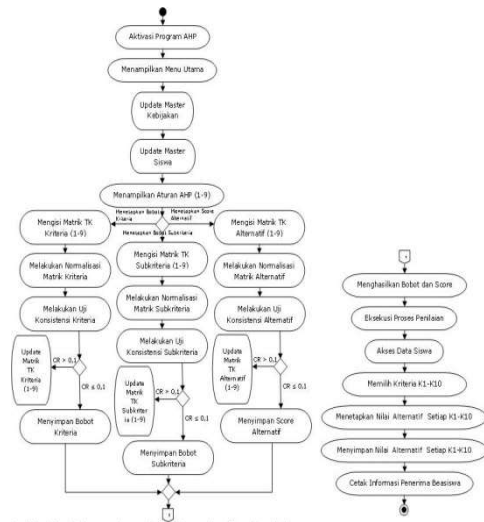 Aktivasi Program AHP
Menampilkan Menu Utama
Update Master
Kebijakan
Update Master
Siswa
Menampilkan Aturan AHP (1-9)
Menetapkan Bobot
Kriteria
Menetapkan Score
Alternatif
Menetapkan Bobot Subkriteria
Mengisi Matrik TK
Kriteria (1-9)
Melakukan Normalisasi
Matrik Kriteria
Melakukan Uji
Konsistensi Kriteria
CR > 0,1
Update
Matrik
TK
Kriteria
(1-9)
CR ≤ 0,1
Menyimpan Bobot
Kriteria
Mengisi Matrik TK
Subkriteria (1-9)
Melakukan Normalisasi
Matrik Subkriteria
Melakukan Uji
Konsistensi Subkriteria
CR > 0,1
Update
Matrik
TK
Subkriter
ia (1-9)
CR ≤ 0,1
Menyimpan Bobot
Subkriteria
Mengisi Matrik TK
Alternatif (1-9)
Melakukan Normalisasi
Matrik Alternatif
Melakukan Uji
Konsistensi Alternatif
CR > 0,1
Update
Matrik
TK
Alternatif
(1-9)
CR ≤ 0,1
Menyimpan Score
Alternatif
Menghasilkan Bobot dan Score
Eksekusi Proses Penilaian
Akses Data Siswa
Memilih Kriteria K1-K10
Menetapkan Nilai Alternatif Setiap K1-K10
Menyimpan Nilai Alternatif Setiap K1-K10
Cetak Informasi Penerima Beasiswa